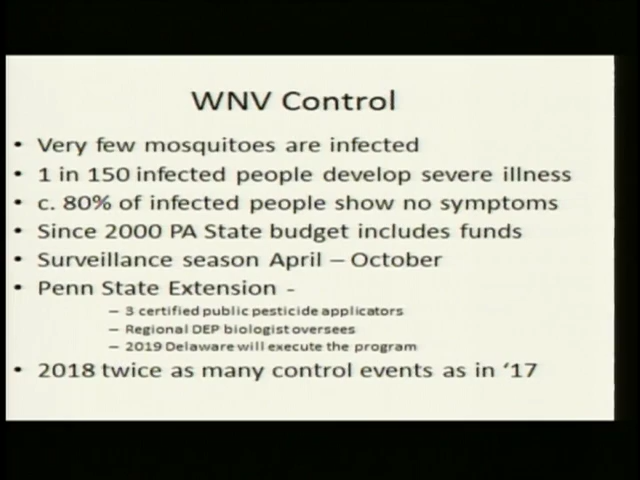 WNV Control
• Very few mosquitoes are infected
• 1 in 150 infected people develop severe illness
• c. 80% of infected people show no symptoms
• Since 2000 PA State budget includes funds
• Surveillance season April – October
• Penn State Extension -
– 3 certified public pesticide applicators
– Regional DEP biologist oversees
– 2019 Delaware will execute the program
• 2018 twice as many control events as in ‘17